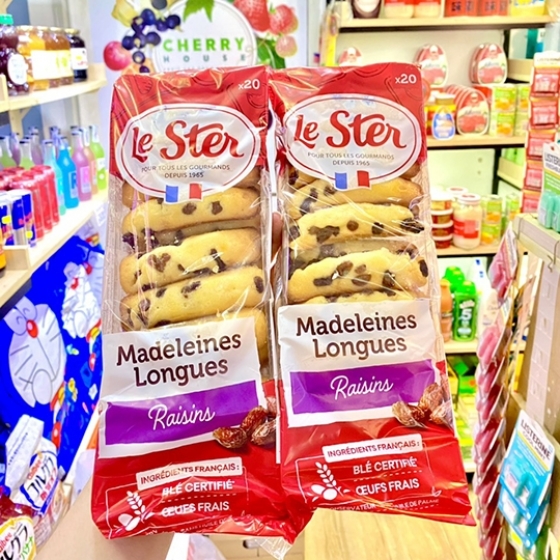 CHERRY
HOUSE
x20
Le Ster
POUR TOUS LES GOURMANDS
DEPUIS 1965
Madeleines
Longues
Raisins
INGRÉDIENTS FRANÇAIS :
BLÉ CERTIFIÉ
ŒUFS FRAIS
x20
Le Ster
POUR TOUS LES GOURMANDS
DEPUIS 1965
Madeleines
Longues
Raisins
INGRÉDIENTS FRANÇAIS :
BLÉ CERTIFIÉ
ŒUFS FRAIS
LISTERINE